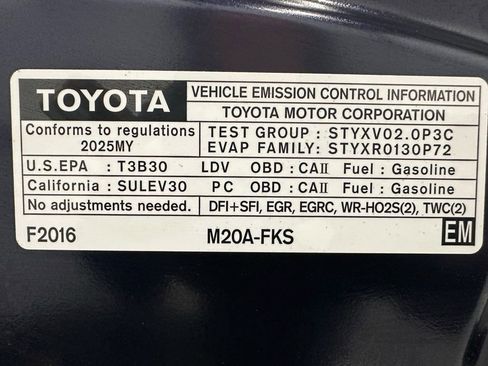 TOYOTA
VEHICLE EMISSION CONTROL INFORMATION
TOYOTA MOTOR CORPORATION
Conforms to regulations
2025MY
TEST GROUP : STYXV02.0P3C
EVAP FAMILY: STYXR0130P72
U.S.EPA : T3B30 LDV OBD : CAII Fuel : Gasoline
California : SULEV30 PC OBD : CAII Fuel : Gasoline
No adjustments needed. DFI+SFI, EGR, EGRC, WR-HO2S(2), TWC(2)
F2016 M20A-FKS EM